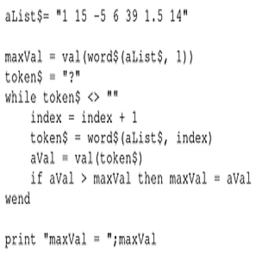 aList$= "1 15 -5 6 39 1.5 14"

maxVal = val(word$(aList$, 1))
token$ = "?"
while token$ <> ""
    index = index + 1
    token$ = word$(aList$, index)
    aVal = val(token$)
    if aVal > maxVal then maxVal = aVal
wend

print "maxVal = ";maxVal